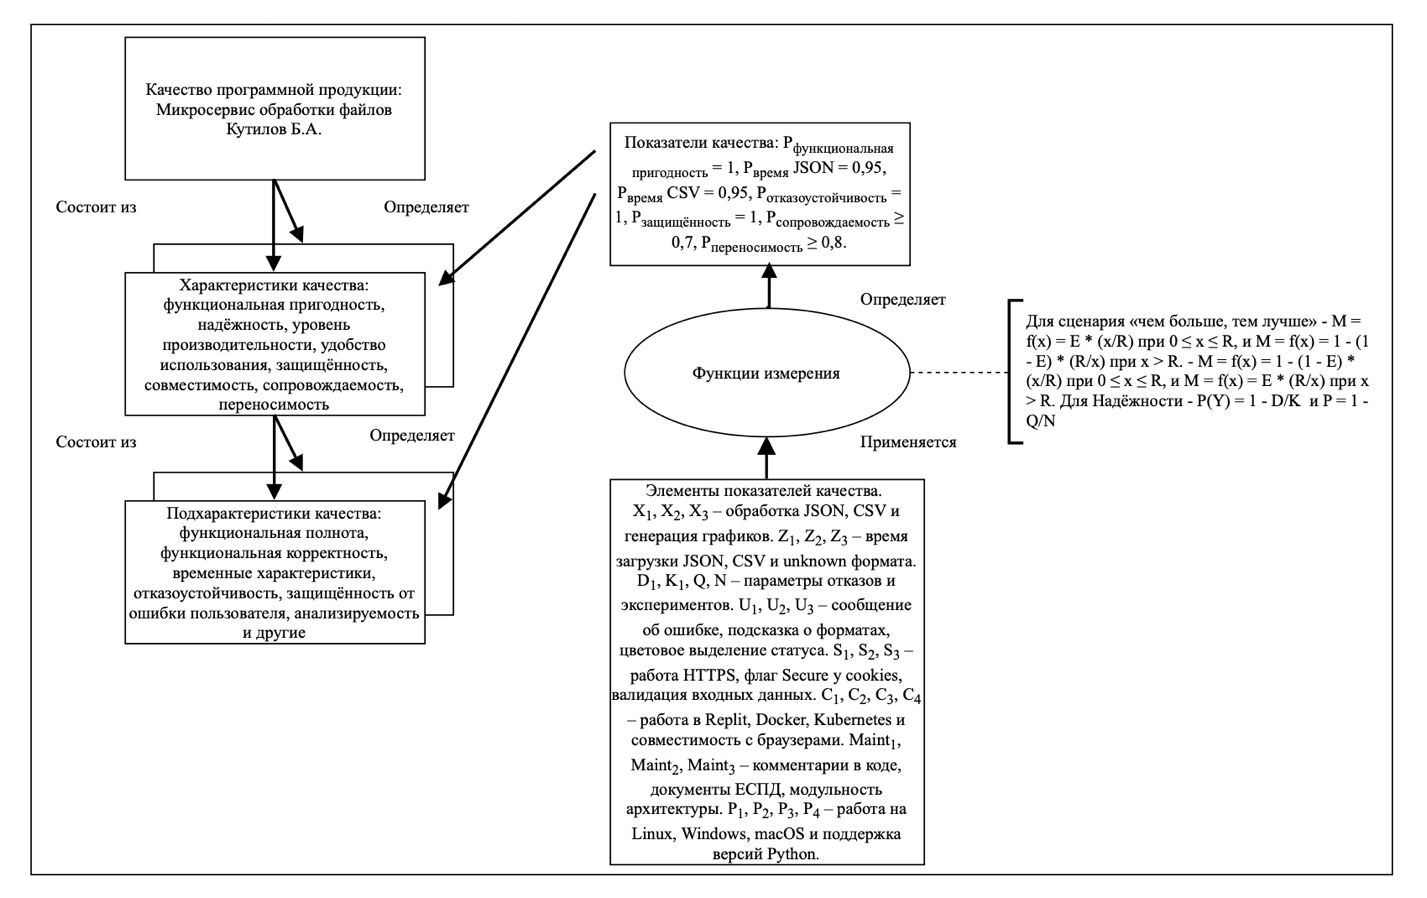 Качество программной продукции:
Микросервис обработки файлов
Кутилов Б.А.
Состоит из
Определяет
Характеристики качества:
функциональная пригодность,
надёжность, уровень
производительности, удобство
использования, защищённость,
совместимость, сопровождаемость,
переносимость
Состоит из
Определяет
Подхарактеристики качества:
функциональная полнота,
функциональная корректность,
временные характеристики,
отказоустойчивость, защищённость от
ошибки пользователя, анализируемость
и другие
Показатели качества: Pфункциональная
пригодность = 1, Pвремя JSON = 0,95,
Pвремя CSV = 0,95, Pотказоустойчивость =
1, Pзащищённость = 1, Pсопровождаемость ≥
0,7, Pпереносимость ≥ 0,8.
Определяет
Функции измерения
Применяется
Для сценария «чем больше, тем лучше» - M =
f(x) = E * (x/R) при 0 ≤ x ≤ R, и M = f(x) = 1 - (1
- E) * (R/x) при x > R. - M = f(x) = 1 - (1 - E) *
(x/R) при 0 ≤ x ≤ R, и M = f(x) = E * (R/x) при x
> R. Для Надёжности - P(Y) = 1 - D/K и P = 1 -
Q/N
Элементы показателей качества.
X₁, X₂, X₃ – обработка JSON, CSV и
генерация графиков. Z₁, Z₂, Z₃ – время
загрузки JSON, CSV и unknown формата.
D₁, K₁, Q, N – параметры отказов и
экспериментов. U₁, U₂, U₃ – сообщение
об ошибке, подсказка о форматах,
цветовое выделение статуса. S₁, S₂, S₃ –
работа HTTPS, флаг Secure у cookies,
валидация входных данных. C₁, C₂, C₃, C₄
– работа в Replit, Docker, Kubernetes и
совместимость с браузерами. Maint₁,
Maint₂, Maint₃ – комментарии в коде,
документы ЕСПД, модульность
архитектуры. P₁, P₂, P₃, P₄ – работа на
Linux, Windows, macOS и поддержка
версий Python.